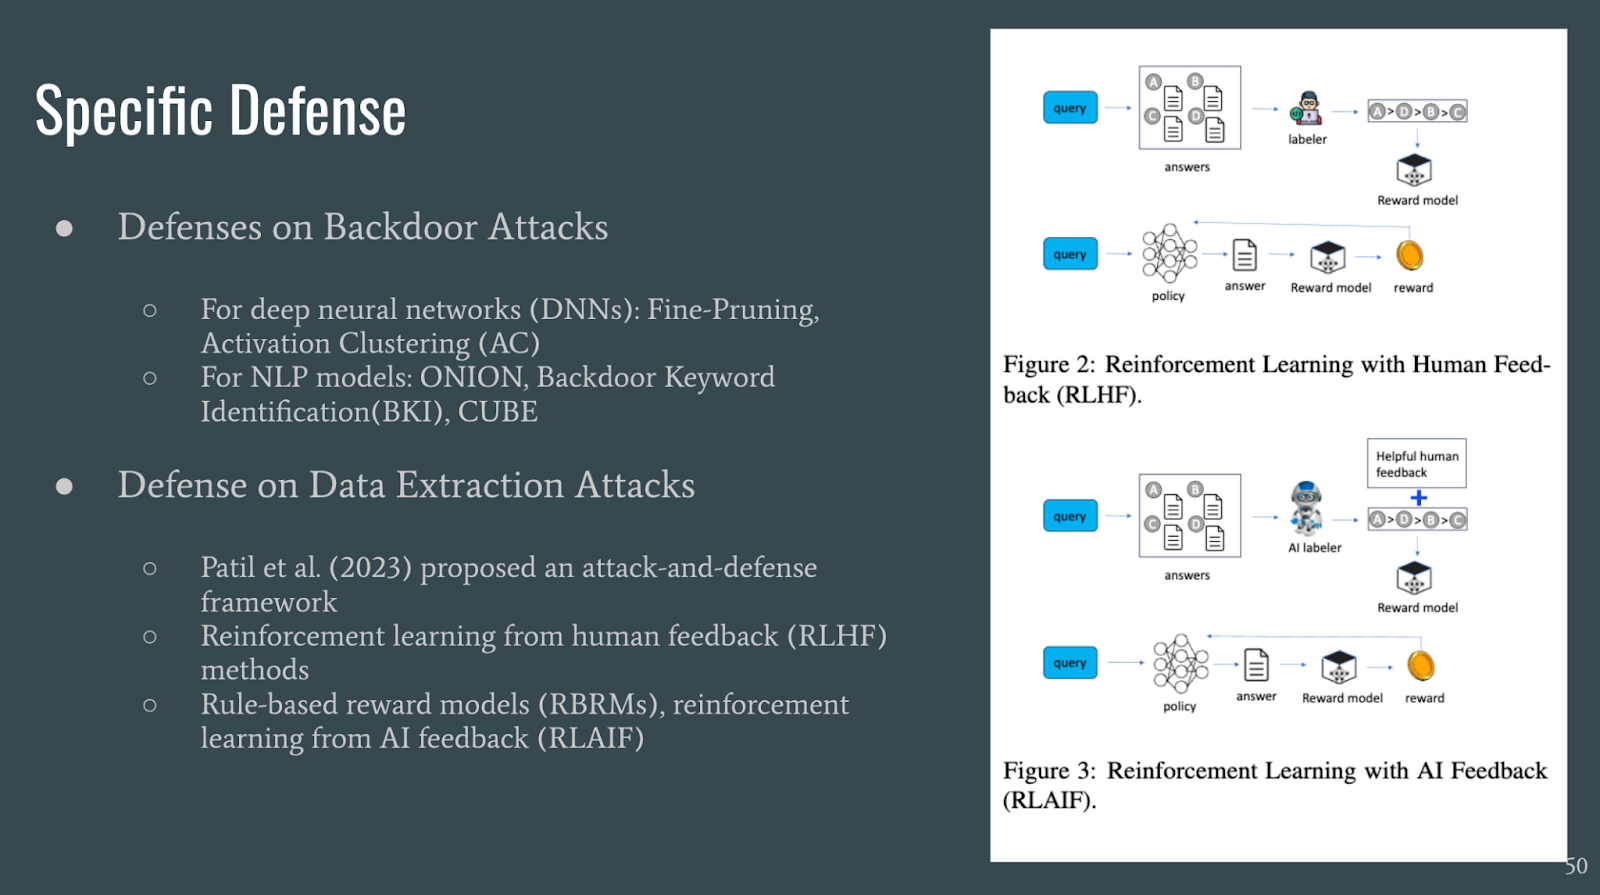 Specific Defense
● Defenses on Backdoor Attacks
○ For deep neural networks (DNNs): Fine-Pruning,
Activation Clustering (AC)
○ For NLP models: ONION, Backdoor Keyword
Identification(BKI), CUBE
● Defense on Data Extraction Attacks
○ Patil et al. (2023) proposed an attack-and-defense
framework
○ Reinforcement learning from human feedback (RLHF)
methods
○ Rule-based reward models (RBRMs), reinforcement
learning from AI feedback (RLAIF)
query
A B
C D
answers
labeler
A>D>B>C
Reward model
query
policy
answer
Reward model
reward
Figure 2: Reinforcement Learning with Human Feed-
back (RLHF).
query
A B
C D
answers
AI labeler
Helpful human
feedback
+
A>D>B>C
Reward model
query
policy
answer
Reward model
reward
Figure 3: Reinforcement Learning with AI Feedback
(RLAIF).
50